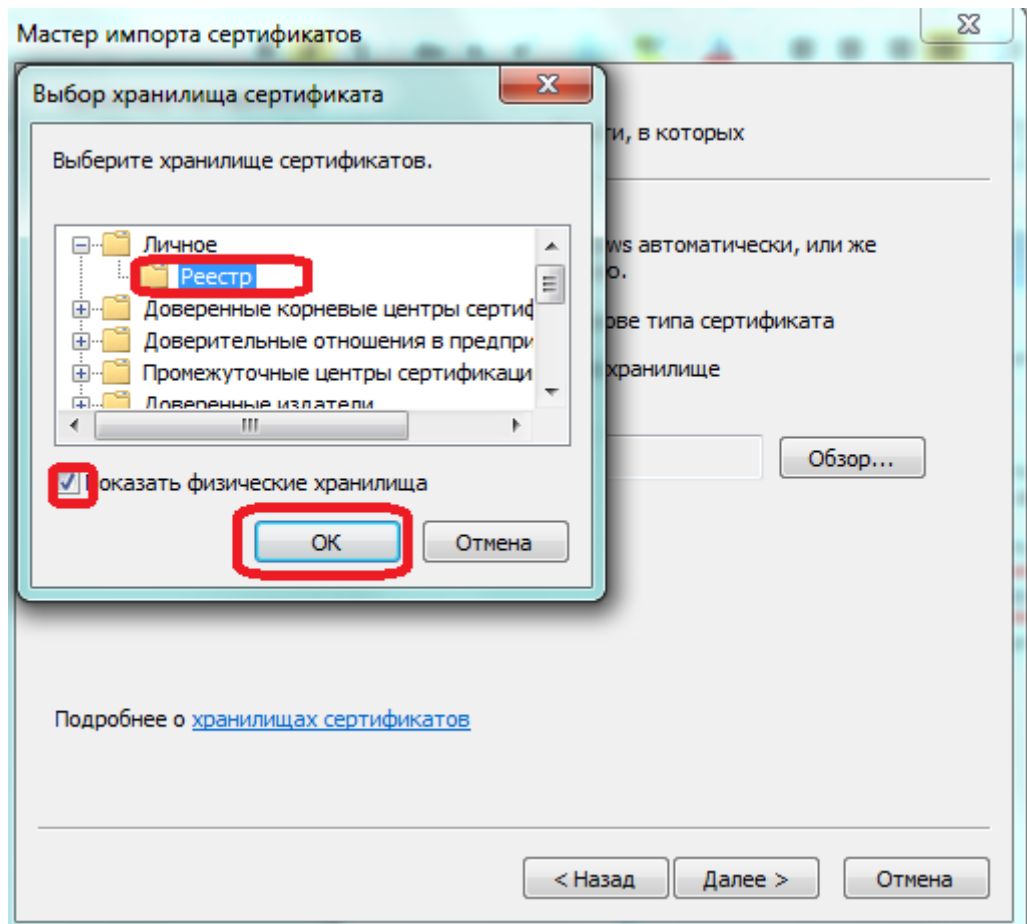 Мастер импорта сертификатов
Выбор хранилища сертификата
Выберите хранилище сертификатов.
Личное
Реестр
Доверенные корневые центры сертиф
Доверительные отношения в предпри
Промежуточные центры сертификаци
Доверенные издатели
Показать физические хранилища
ОК
Отмена
ти, в которых
ws автоматически, или же
о.
ове типа сертификата
хранилище
Обзор...
Подробнее о хранилищах сертификатов
< Назад
Далее >
Отмена